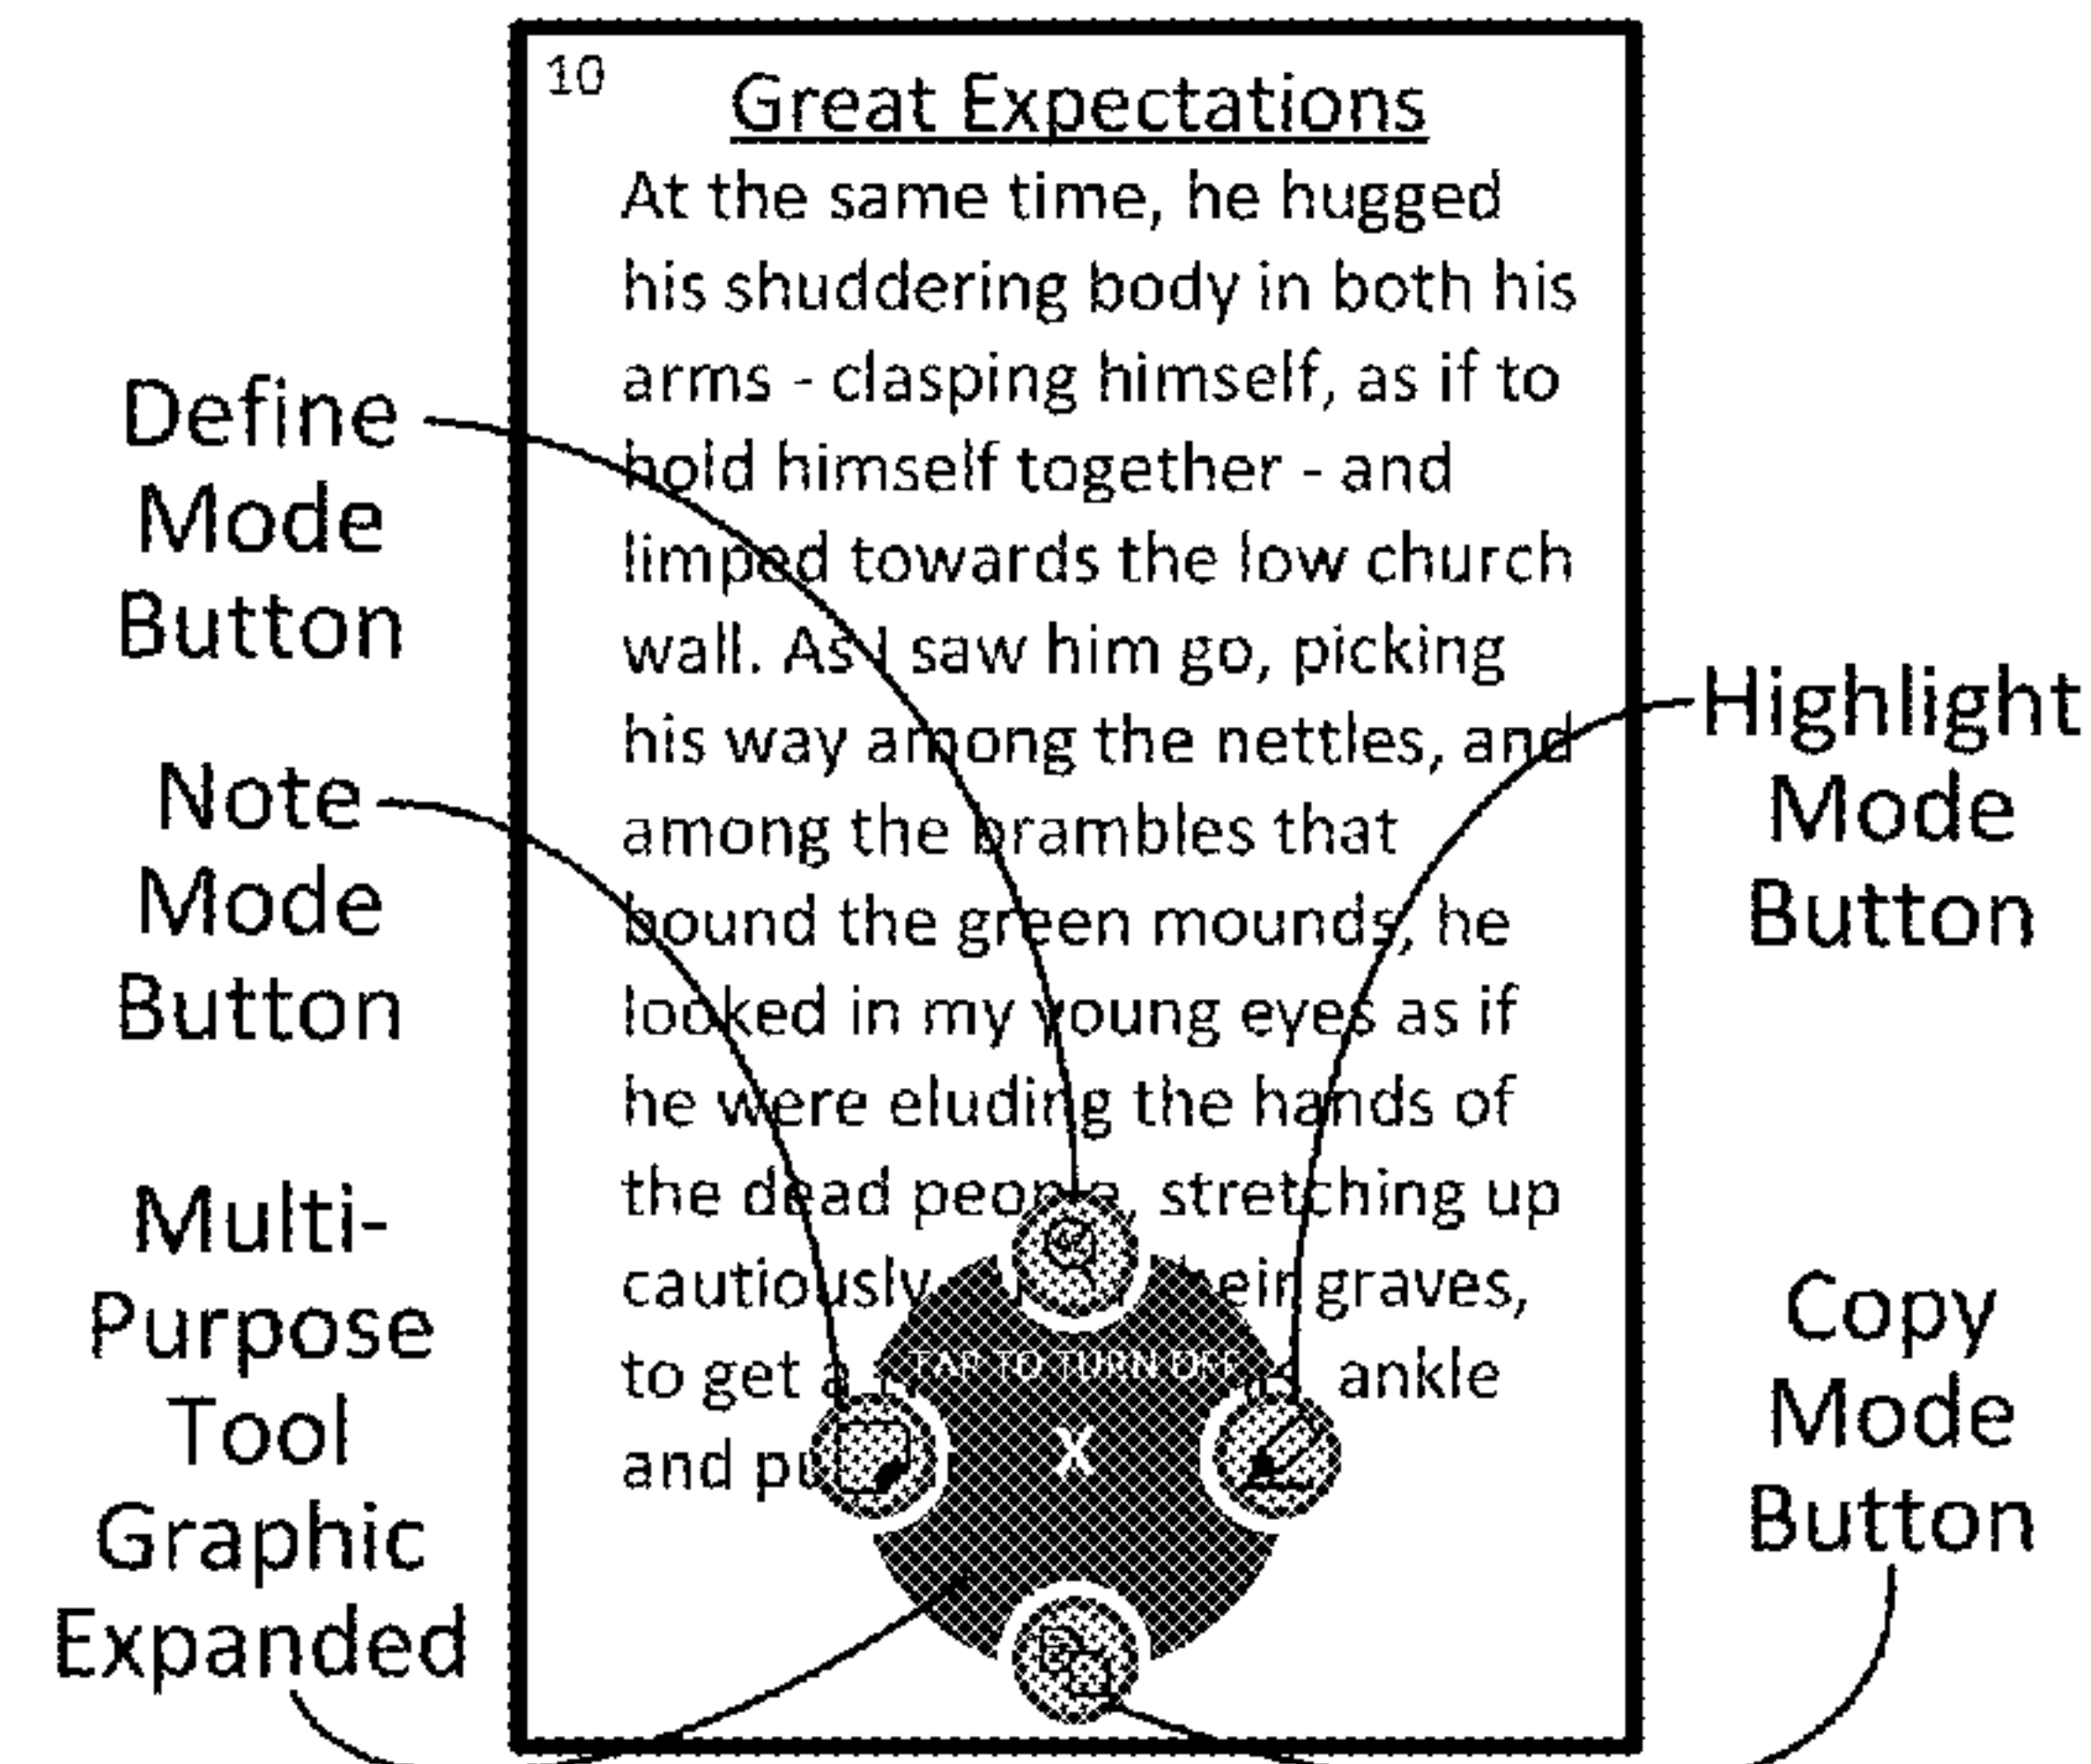 10
Great Expectations
At the same time, he hugged
his shuddering body in both his
arms - clasping himself, as if to
hold himself together - and
limped towards the low church
wall. As I saw him go, picking
his way among the nettles, and
among the brambles that
bound the green mounds, he
looked in my young eyes as if
he were eluding the hands of
the dead people, stretching up
cautiously graves,
to get a ankle
and
TAP TO TURN OFF
X
Define
Mode
Button
Note
Mode
Button
Multi-
Purpose
Tool
Graphic
Expanded
Highlight
Mode
Button
Copy
Mode
Button